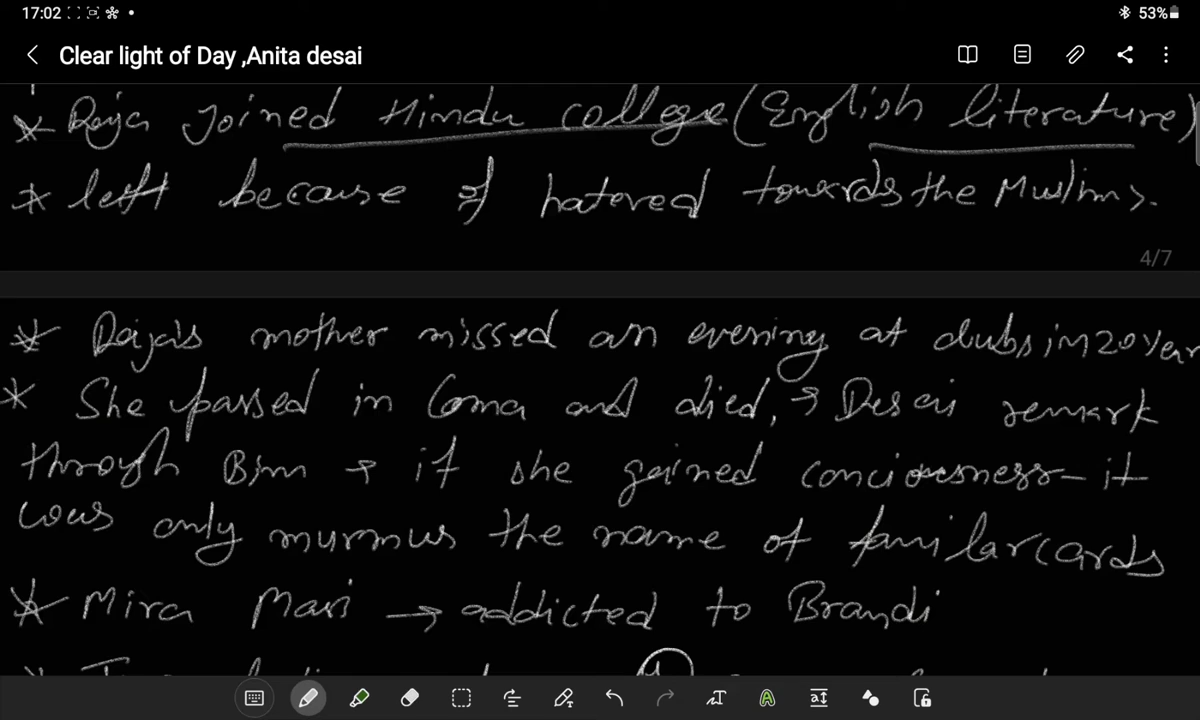 17:02 53%
Clear light of Day ,Anita desai
* Raja Joined Hindu college (English literature)
* left because of hatered towards the Muslims.
4/7
* Raja's mother missed an evening at clubs in 20 year
* She passed in Coma and died, → Desai remark
through Bim → if she gained conciousness - it
was only murmus the name of familar cards
* Mira Masi → addicted to Brandi